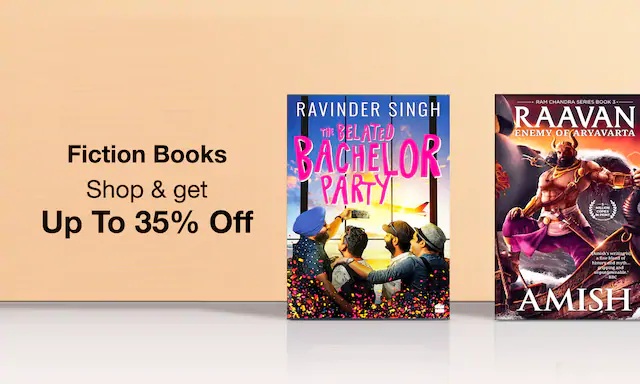 Fiction Books
Shop & get
Up To 35% Off
RAVINDER SINGH
THE BELATED
BACHELOR
PARTY
RAM CHANDRA SERIES BOOK 3
RAAVAN
ENEMY OF ARYAVARTA
AMISH